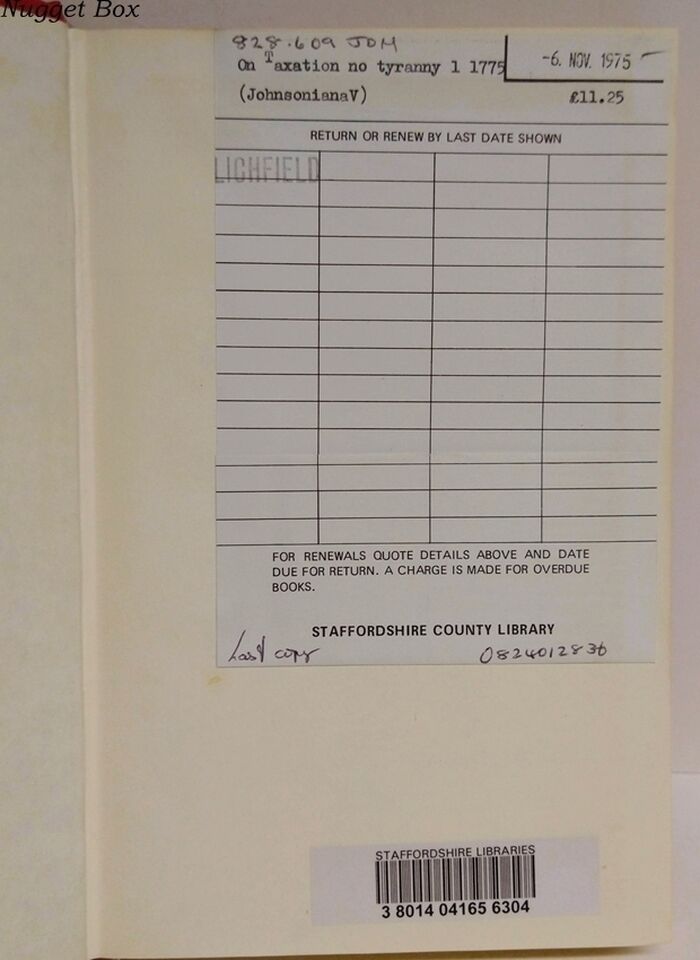 Nugget Box
828.609 JOH
On Taxation no tyranny 1 1775
-6. NOV. 1975
(JohnsonianaV)
£11.25
RETURN OR RENEW BY LAST DATE SHOWN
LICHFIELD
FOR RENEWALS QUOTE DETAILS ABOVE AND DATE
DUE FOR RETURN. A CHARGE IS MADE FOR OVERDUE
BOOKS.
STAFFORDSHIRE COUNTY LIBRARY
Last copy
0824012836
STAFFORDSHIRE LIBRARIES
3 8014 04165 6304